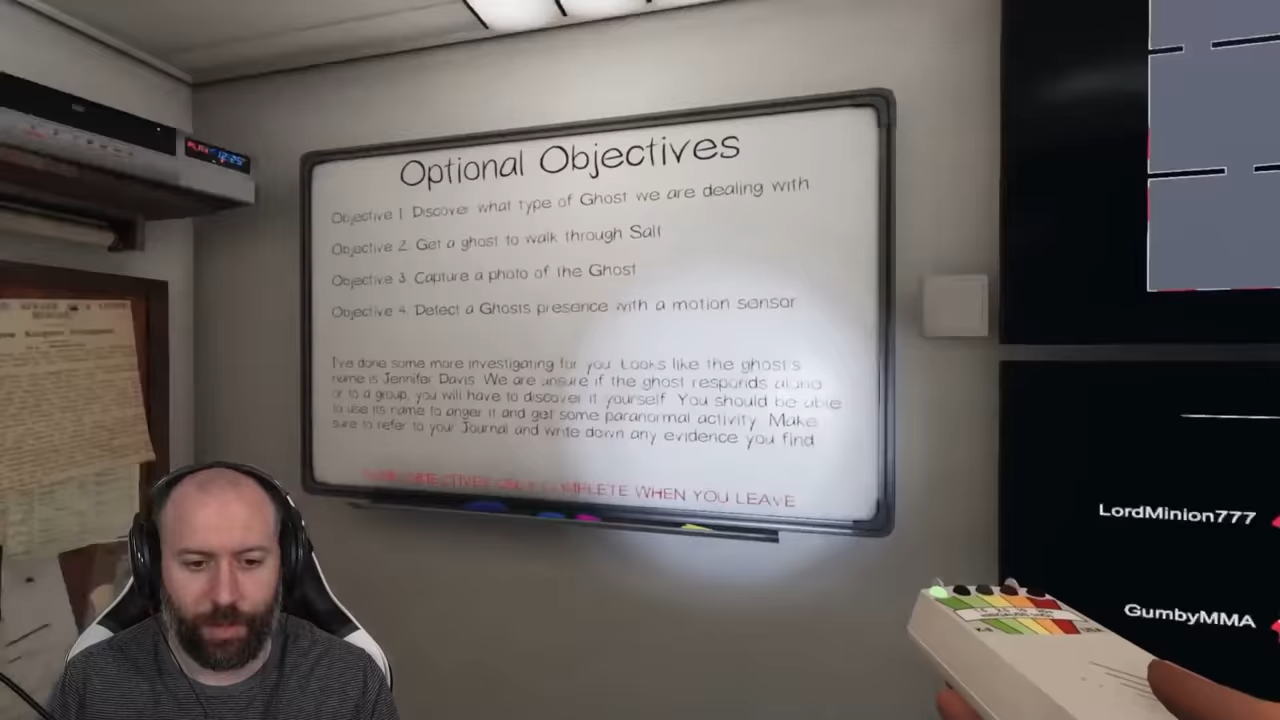 Optional Objectives
Objective 1. Discover what type of Ghost we are dealing with
Objective 2. Get a ghost to walk through Salt
Objective 3. Capture a photo of the Ghost
Objective 4. Detect a Ghosts presence with a motion sensor
I've done some more investigating for you. Looks like the ghost's
name is Jennifer Davis. We are unsure if the ghost responds alone
or to a group, you will have to discover it yourself. You should be able
to use its name to anger it and get some paranormal activity. Make
sure to refer to your Journal and write down any evidence you find
COMPLETE WHEN YOU LEAVE
12:25
LordMinion777
GumbyMMA